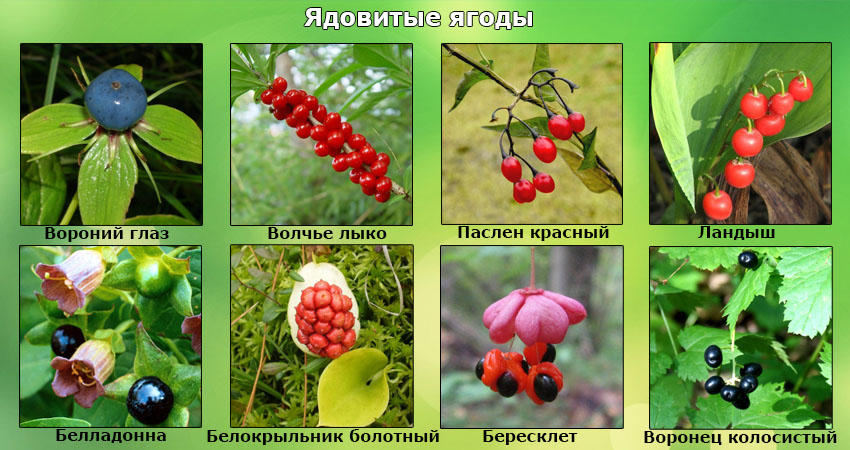 Ядовитые ягоды
Вороний глаз
Волчье лыко
Паслен красный
Ландыш
Белладонна
Белокрыльник болотный
Бересклет
Воронец колосистый